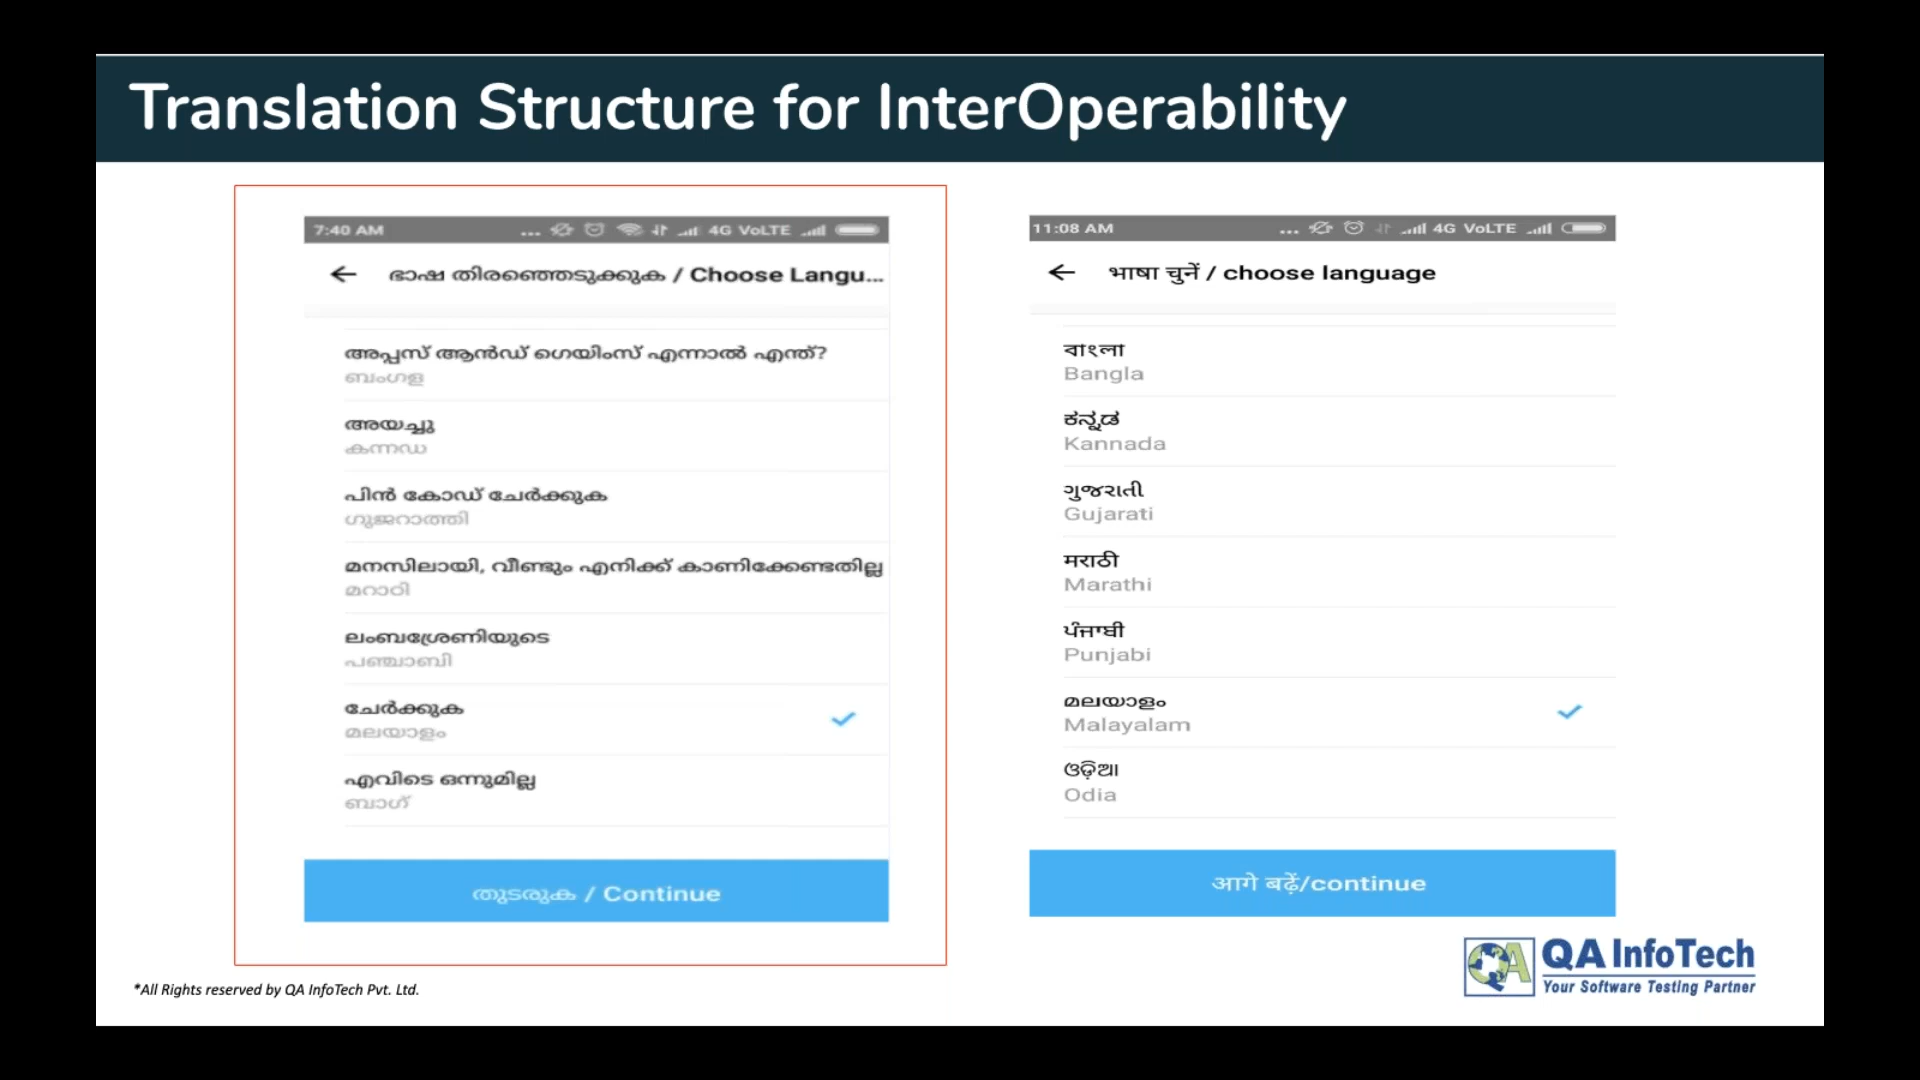 Translation Structure for InterOperability
7:40 AM ... 4G VoLTE
ഭാഷ തിരഞ്ഞെടുക്കുക / Choose Langu...
അപ്പസ് ആൻഡ് ഗെയിംസ് എന്നാൽ എന്ത്?
ബംഗള
അയച്ചു
കന്നഡ
പിൻ കോഡ് ചേർക്കുക
ഗുജറാത്തി
മനസിലായി, വീണ്ടും എനിക്ക് കാണിക്കേണ്ടതില്ല
മറാഠി
ലംബശ്രേണിയുടെ
പഞ്ചാബി
ചേർക്കുക
മലയാളം
എവിടെ ഒന്നുമില്ല
ബാഗ്
തുടരുക / Continue
11:08 AM ... 4G VoLTE
भाषा चुनें / choose language
বাংলা
Bangla
ಕನ್ನಡ
Kannada
ગુજરાતી
Gujarati
मराठी
Marathi
ਪੰਜਾਬੀ
Punjabi
മലയാളം
Malayalam
ଓଡ଼ିଆ
Odia
आगे बढ़ें/continue
QA InfoTech
Your Software Testing Partner
*All Rights reserved by QA InfoTech Pvt. Ltd.